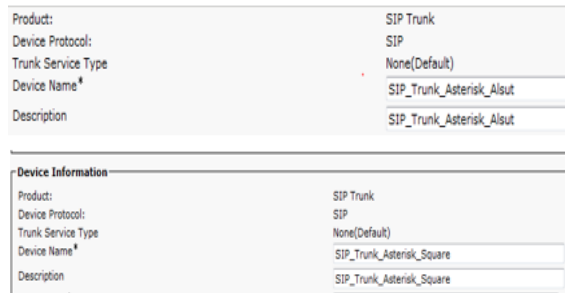 Product: SIP Trunk
Device Protocol: SIP
Trunk Service Type None(Default)
Device Name* SIP_Trunk_Asterisk_Alsut
Description SIP_Trunk_Asterisk_Alsut
Device Information
Product: SIP Trunk
Device Protocol: SIP
Trunk Service Type None(Default)
Device Name* SIP_Trunk_Asterisk_Square
Description SIP_Trunk_Asterisk_Square